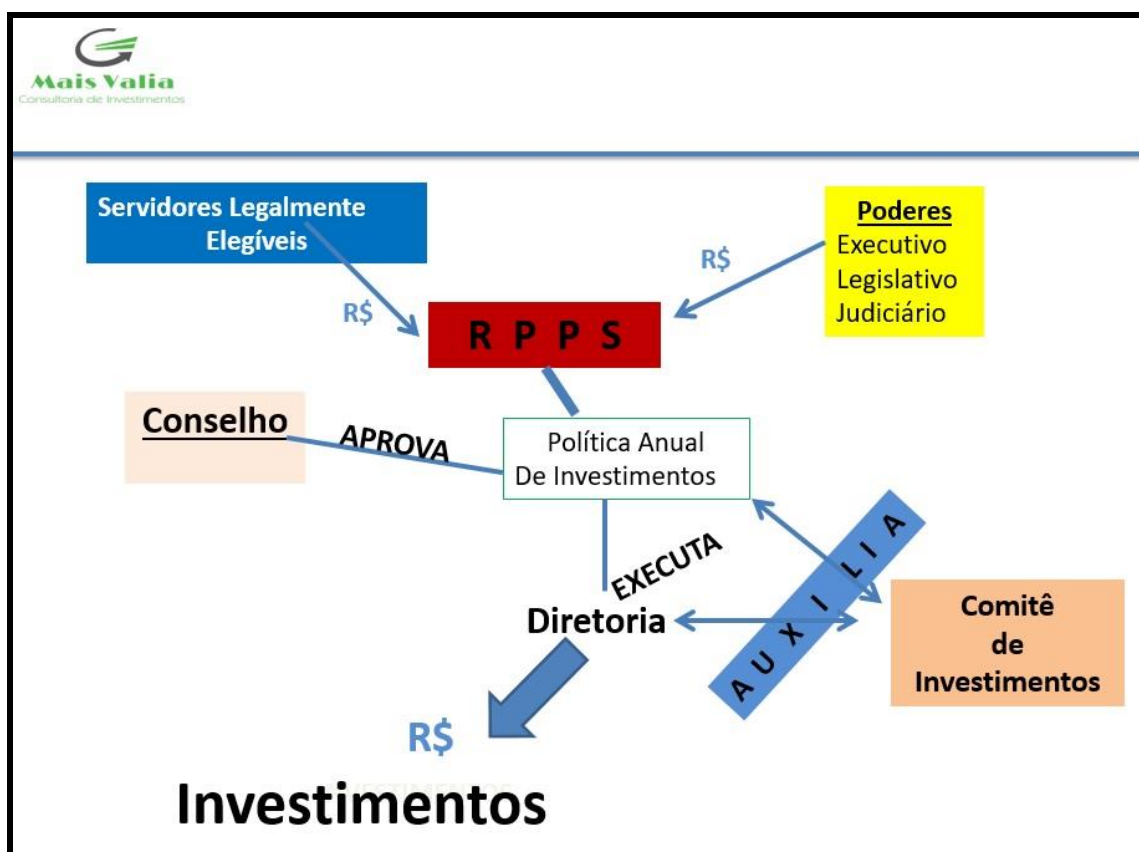 Mais Valia
Consultoria de Investimentos
Servidores Legalmente
Elegíveis
Poderes
Executivo
Legislativo
Judiciário
R$
R$
R P P S
Conselho
APROVA
Política Anual
De Investimentos
AUXILIA
EXECUTA
Diretoria
Comitê
de
Investimentos
R$
Investimentos